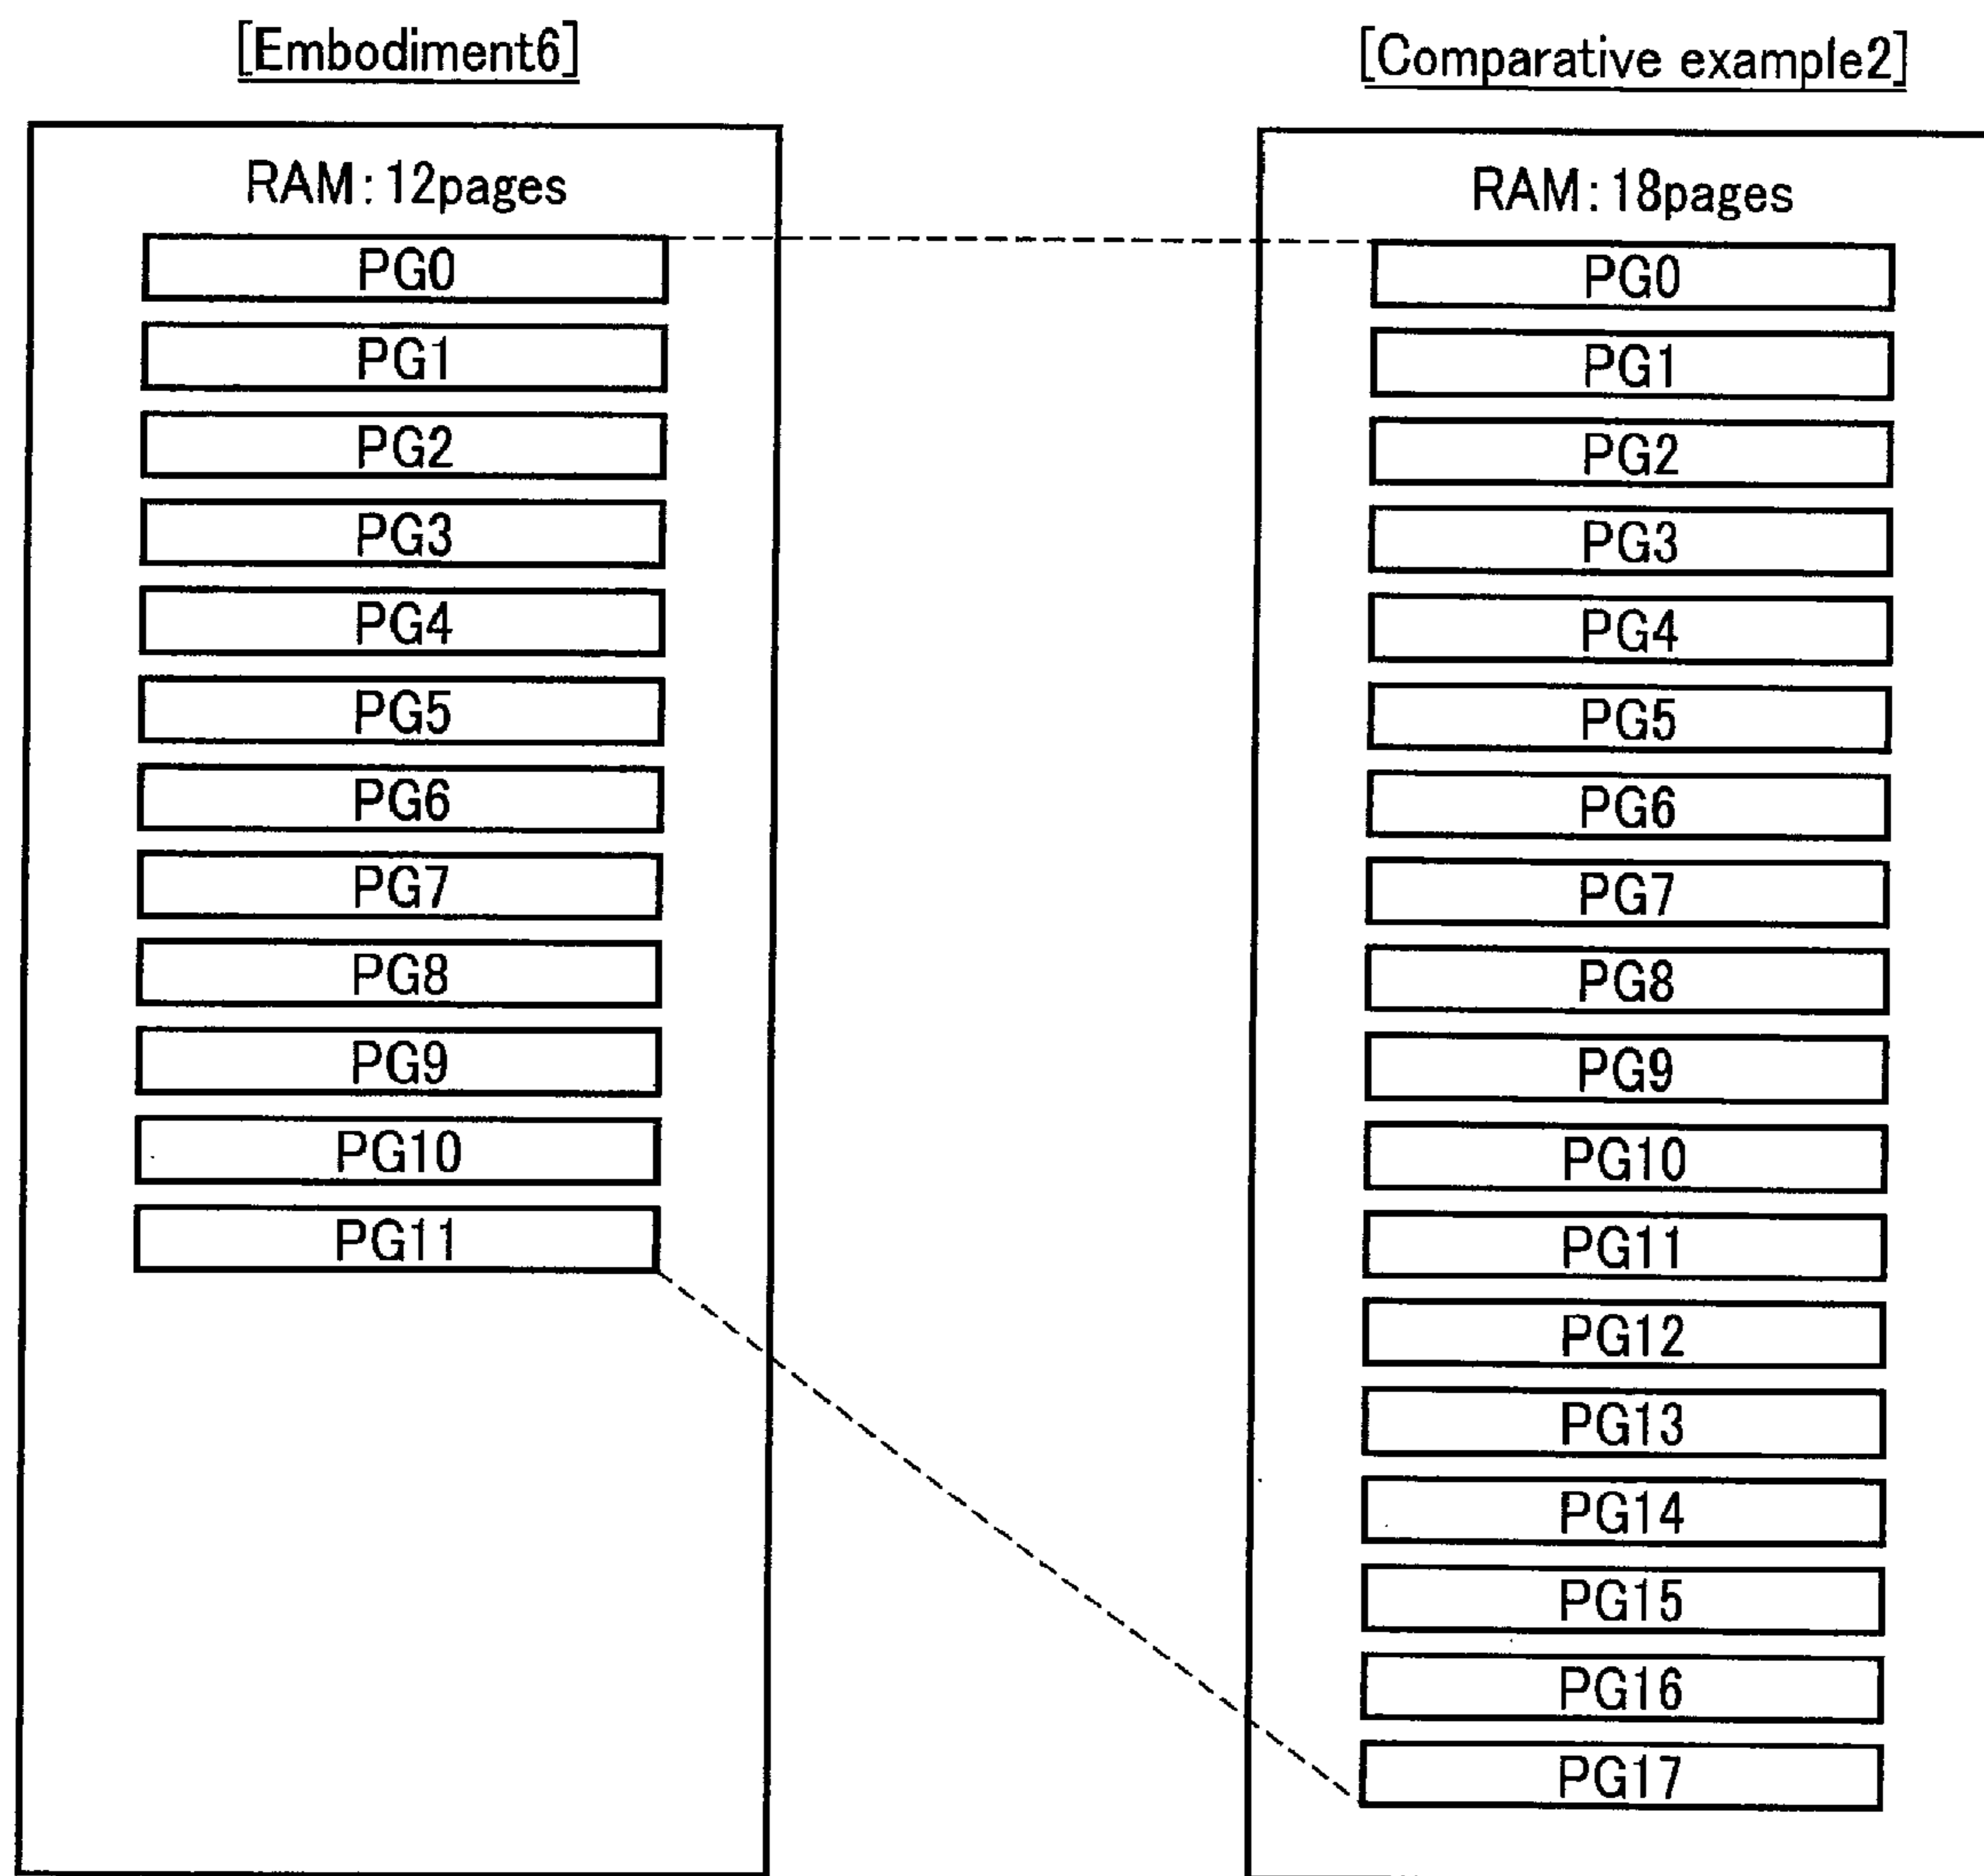 [Embodiment6]
RAM:12pages
PG0
PG1
PG2
PG3
PG4
PG5
PG6
PG7
PG8
PG9
PG10
PG11
[Comparative example2]
RAM:18pages
PG0
PG1
PG2
PG3
PG4
PG5
PG6
PG7
PG8
PG9
PG10
PG11
PG12
PG13
PG14
PG15
PG16
PG17